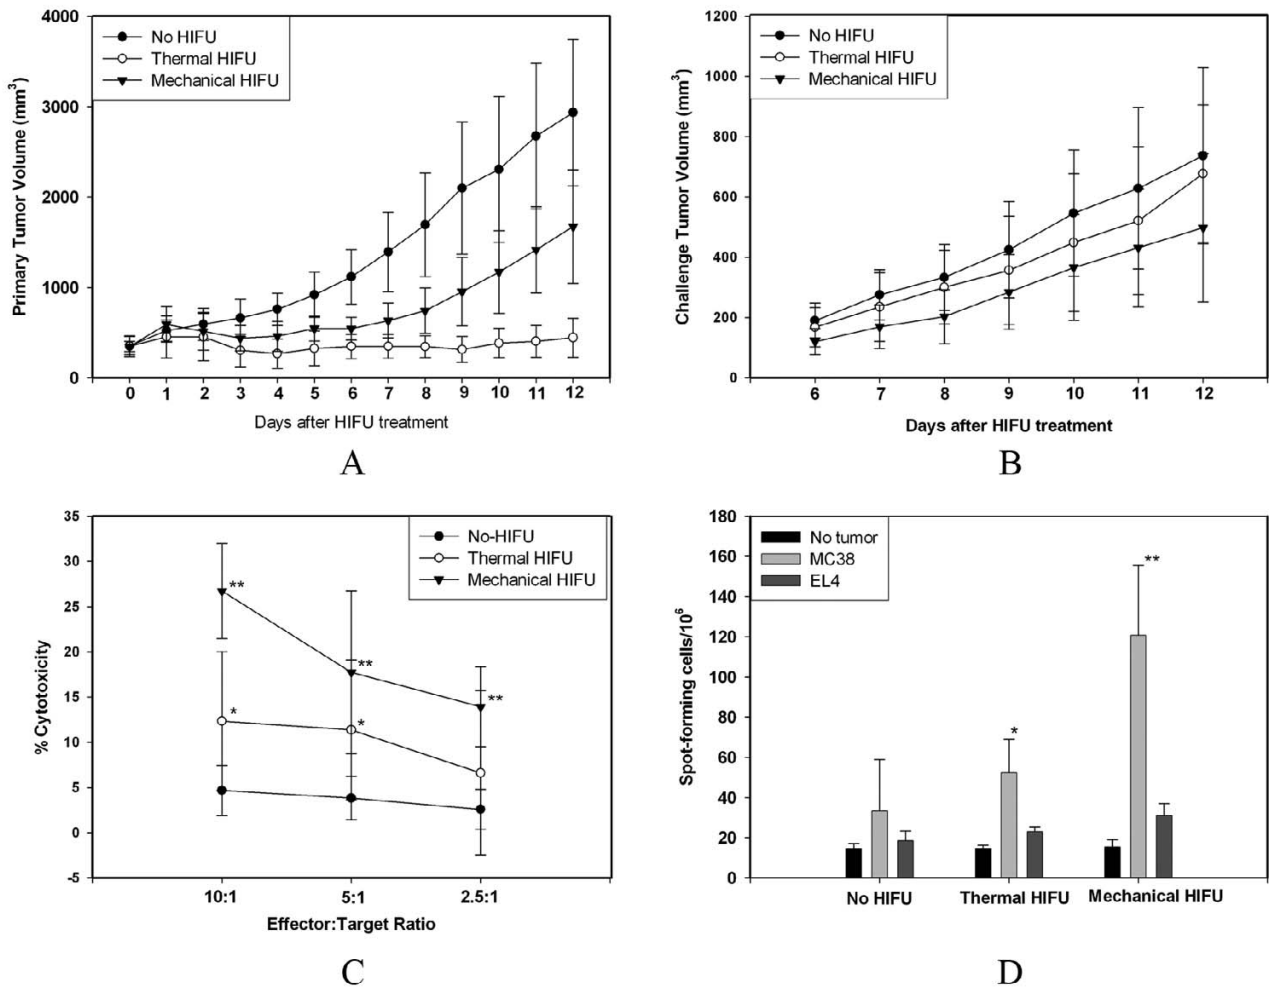 4000
3000
2000
1000
0
Primary Tumor Volume (mm³)
No HIFU
Thermal HIFU
Mechanical HIFU
0 1 2 3 4 5 6 7 8 9 10 11 12
Days after HIFU treatment
A
1200
1000
800
600
400
200
0
Challenge Tumor Volume (mm³)
No HIFU
Thermal HIFU
Mechanical HIFU
6 7 8 9 10 11 12
Days after HIFU treatment
B
35
30
25
20
15
10
5
0
-5
% Cytotoxicity
No-HIFU
Thermal HIFU
Mechanical HIFU
**
**
**
*
*
10:1 5:1 2.5:1
Effector:Target Ratio
C
180
160
140
120
100
80
60
40
20
0
Spot-forming cells/10⁶
No tumor
MC38
EL4
**
*
No HIFU Thermal HIFU Mechanical HIFU
D